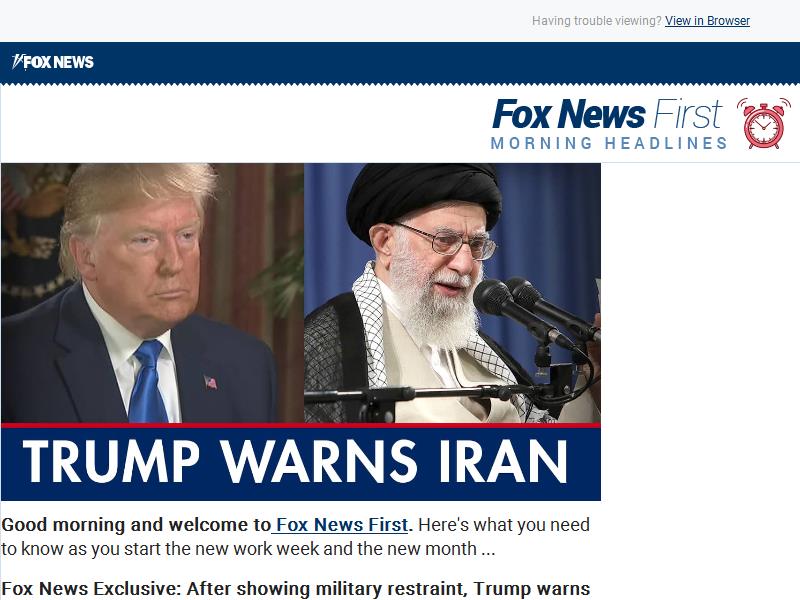 Having trouble viewing? View in Browser
FOX NEWS
Fox News First
MORNING HEADLINES
TRUMP WARNS IRAN
Good morning and welcome to Fox News First. Here's what you need
to know as you start the new work week and the new month ...
Fox News Exclusive: After showing military restraint, Trump warns